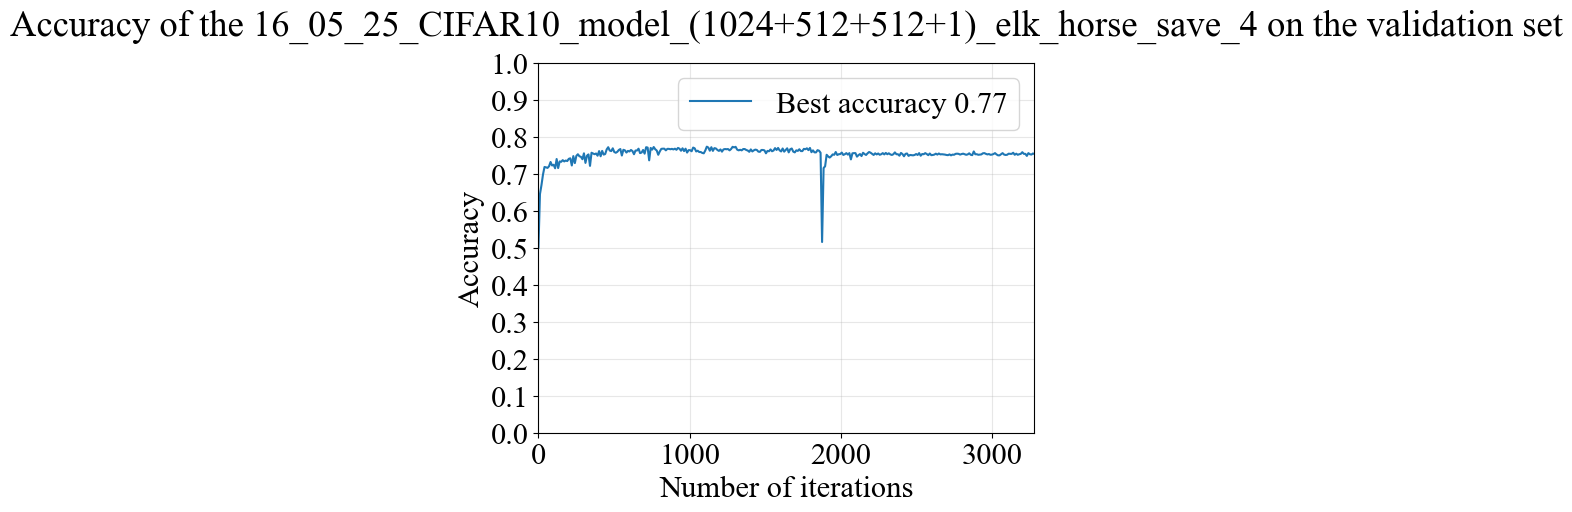 Accuracy of the 16_05_25_CIFAR10_model_(1024+512+512+1)_elk_horse_save_4 on the validation set
Best accuracy 0.77
Accuracy
1.0
0.9
0.8
0.7
0.6
0.5
0.4
0.3
0.2
0.1
0.0
0 1000 2000 3000
Number of iterations